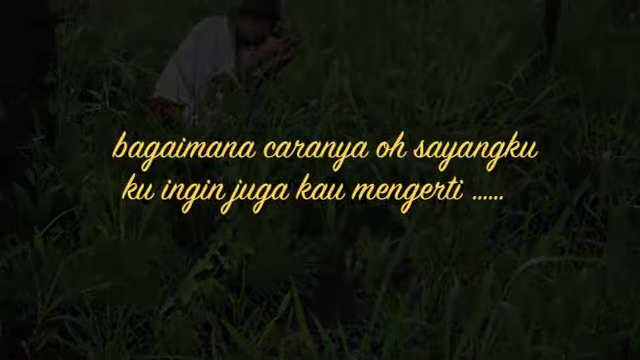 bagaimana caranya oh sayangku
ku ingin juga kau mengerti ......